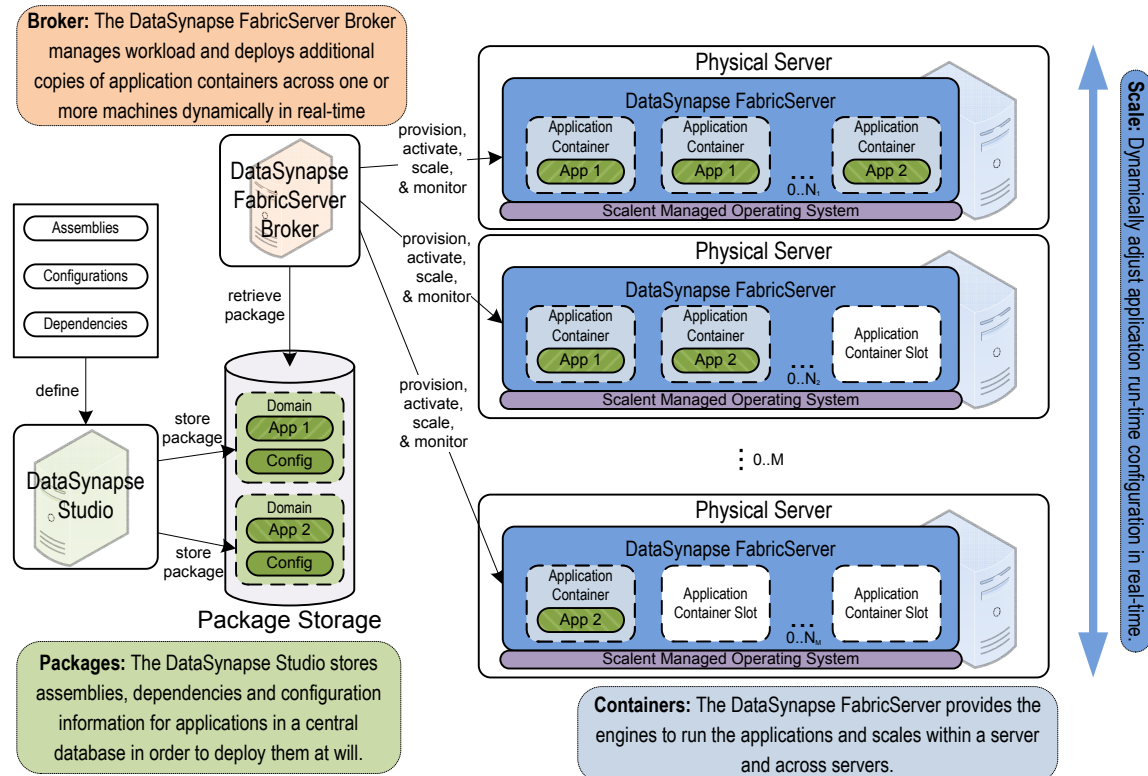 Broker: The DataSynapse FabricServer Broker
manages workload and deploys additional
copies of application containers across one or
more machines dynamically in real-time
DataSynapse
FabricServer
Broker
provision,
activate,
scale,
& monitor
provision,
activate,
scale,
& monitor
provision,
activate,
scale,
& monitor
retrieve
package
Assemblies
Configurations
Dependencies
define
DataSynapse
Studio
store
package
store
package
Domain
App 1
Config
Domain
App 2
Config
Package Storage
Packages: The DataSynapse Studio stores
assemblies, dependencies and configuration
information for applications in a central
database in order to deploy them at will.
Physical Server
DataSynapse FabricServer
Application
Container
App 1
Application
Container
App 1
...
0..N₁
Application
Container
App 2
Scalent Managed Operating System
Physical Server
DataSynapse FabricServer
Application
Container
App 1
Application
Container
App 2
...
0..N₂
Application
Container Slot
Scalent Managed Operating System
⋮ 0..M
Physical Server
DataSynapse FabricServer
Application
Container
App 2
Application
Container Slot
...
0..Nм
Application
Container Slot
Scalent Managed Operating System
Containers: The DataSynapse FabricServer provides the
engines to run the applications and scales within a server
and across servers.
Scale: Dynamically adjust application run-time configuration in real-time.